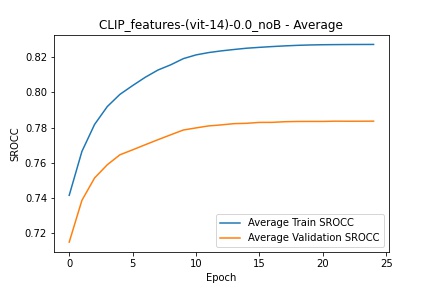 CLIP_features-(vit-14)-0.0_noB - Average
SROCC
0.82
0.80
0.78
0.76
0.74
0.72
0
5
10
15
20
25
Epoch
Average Train SROCC
Average Validation SROCC